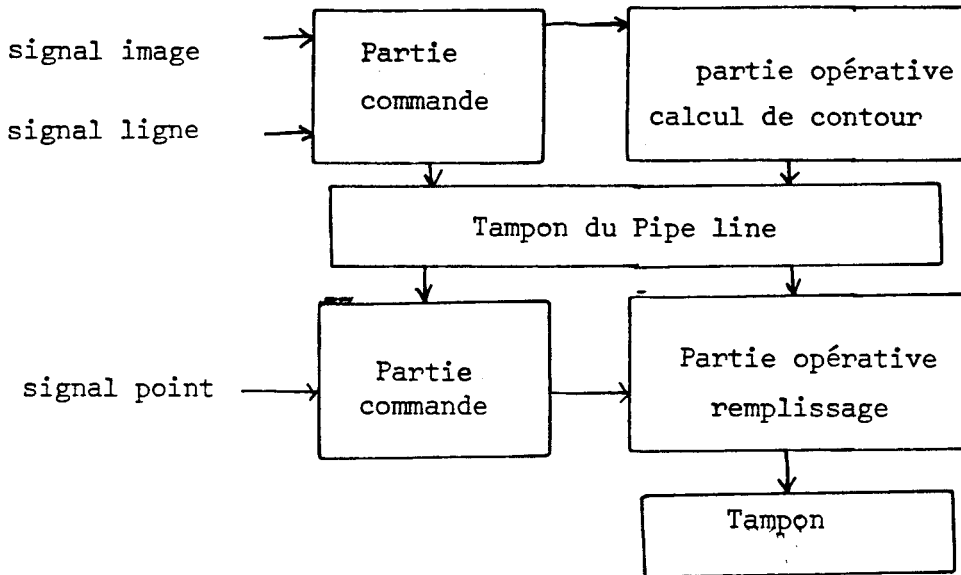 signal image
signal ligne
Partie
commande
partie opérative
calcul de contour
Tampon du Pipe line
signal point
Partie
commande
Partie opérative
remplissage
Tampon